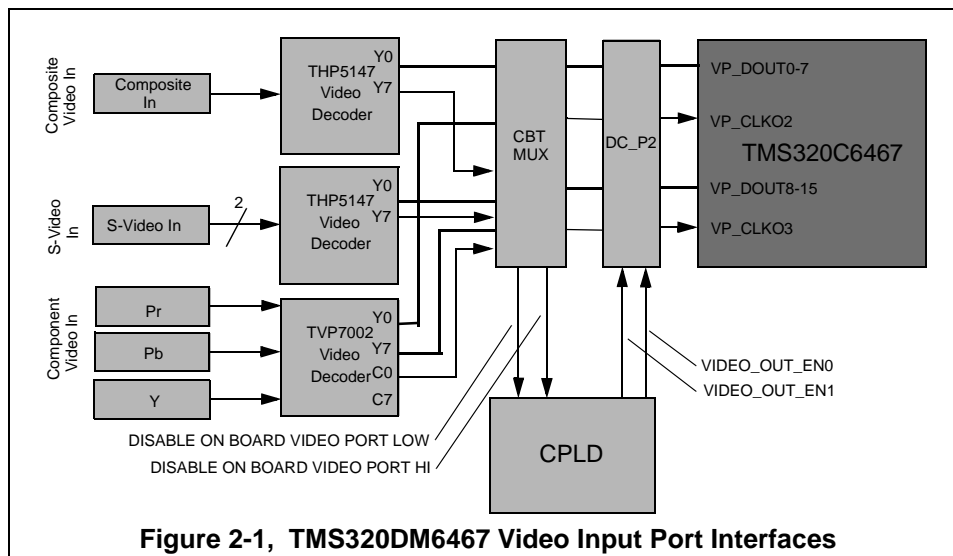 Composite
Video In
Composite
In
THP5147
Video
Decoder
Y0
Y7
S-Video
In
S-Video In
2
THP5147
Video
Decoder
Y0
Y7
Component
Video In
Pr
Pb
Y
TVP7002
Video
Decoder
Y0
Y7
C0
C7
CBT
MUX
DC_P2
VP_DOUT0-7
VP_CLKO2
TMS320C6467
VP_DOUT8-15
VP_CLKO3
VIDEO_OUT_EN0
VIDEO_OUT_EN1
DISABLE ON BOARD VIDEO PORT LOW
DISABLE ON BOARD VIDEO PORT HI
CPLD
Figure 2-1, TMS320DM6467 Video Input Port Interfaces